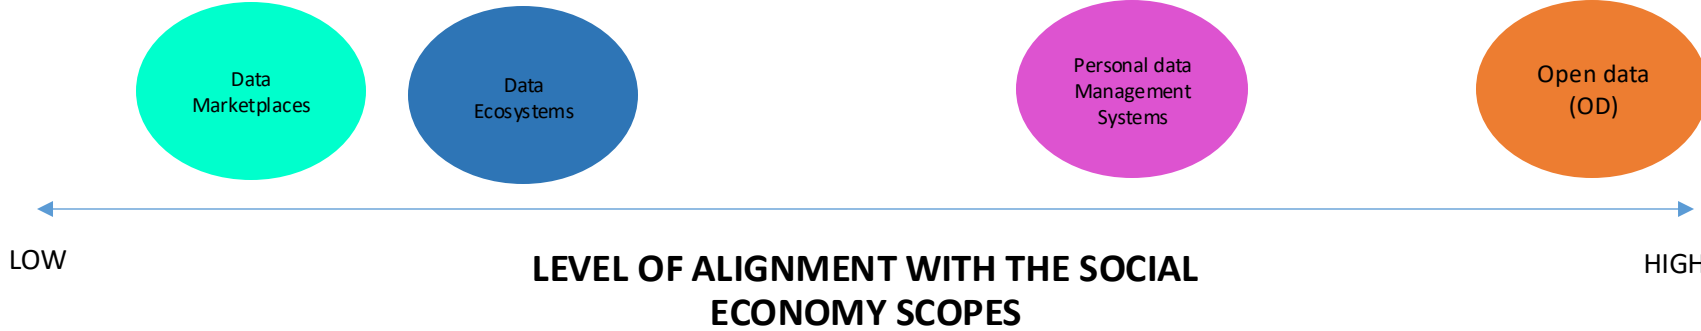 Data
Marketplaces
Data
Ecosystems
Personal data
Management
Systems
Open data
(OD)
LOW
HIGH
LEVEL OF ALIGNMENT WITH THE SOCIAL
ECONOMY SCOPES